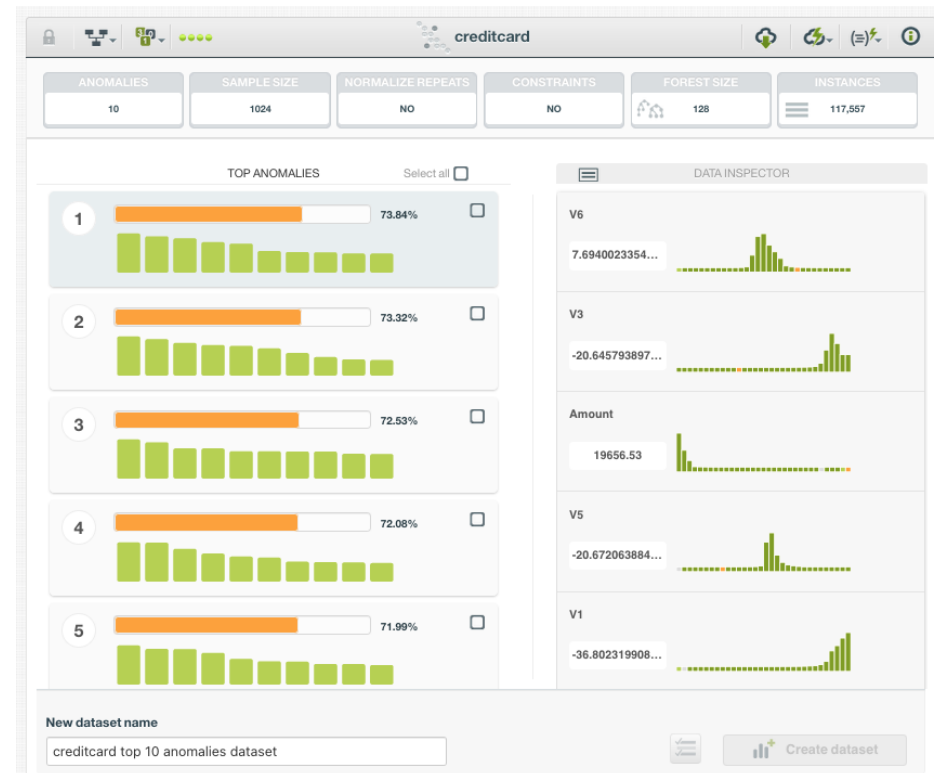 creditcard
ANOMALIES
10
SAMPLE SIZE
1024
NORMALIZE REPEATS
NO
CONSTRAINTS
NO
FOREST SIZE
128
INSTANCES
117,557
TOP ANOMALIES
Select all
1
73.84%
2
73.32%
3
72.53%
4
72.08%
5
71.99%
DATA INSPECTOR
V6
7.6940023354...
V3
-20.645793897...
Amount
19656.53
V5
-20.672063884...
V1
-36.802319908...
New dataset name
creditcard top 10 anomalies dataset
Create dataset